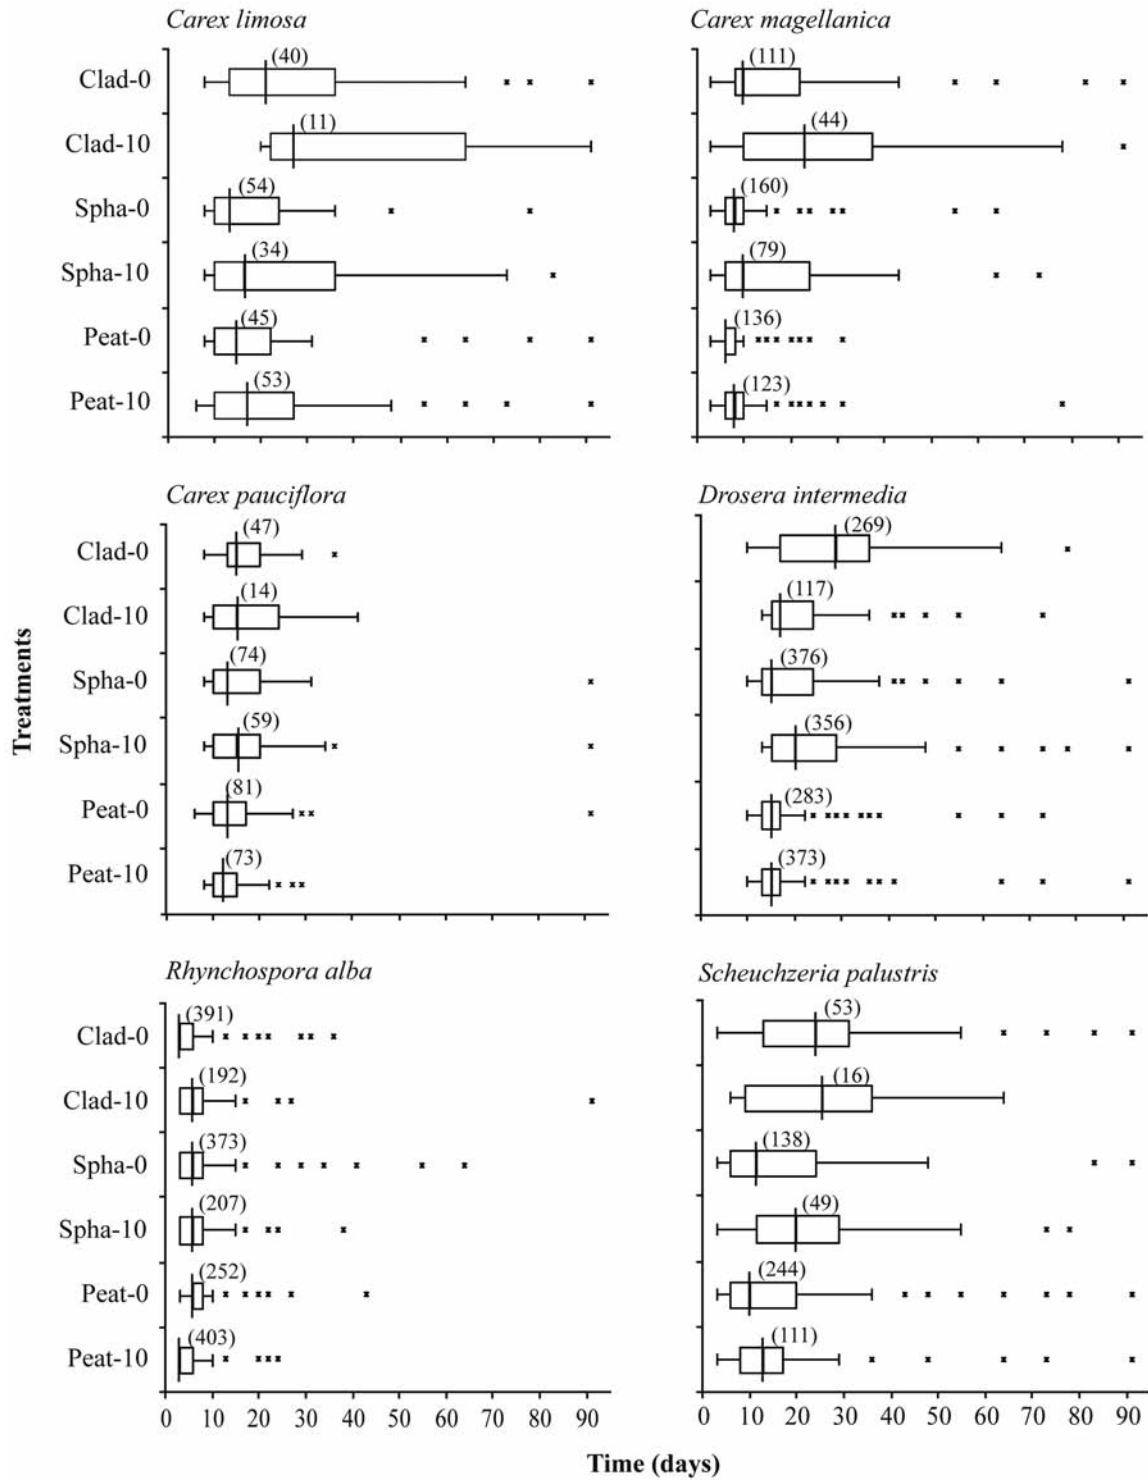 Carex limosa
Carex magellanica
Clad-0
(40)
(111)
Clad-10
(11)
(44)
Spha-0
(54)
(160)
Spha-10
(34)
(79)
Peat-0
(45)
(136)
Peat-10
(53)
(123)
Carex pauciflora
Drosera intermedia
Clad-0
(47)
(269)
Clad-10
(14)
(117)
Spha-0
(74)
(376)
Spha-10
(59)
(356)
Peat-0
(81)
(283)
Peat-10
(73)
(373)
Treatments
Rhynchospora alba
Scheuchzeria palustris
Clad-0
(391)
(53)
Clad-10
(192)
(16)
Spha-0
(373)
(138)
Spha-10
(207)
(49)
Peat-0
(252)
(244)
Peat-10
(403)
(111)
0 10 20 30 40 50 60 70 80 90
0 10 20 30 40 50 60 70 80 90
Time (days)